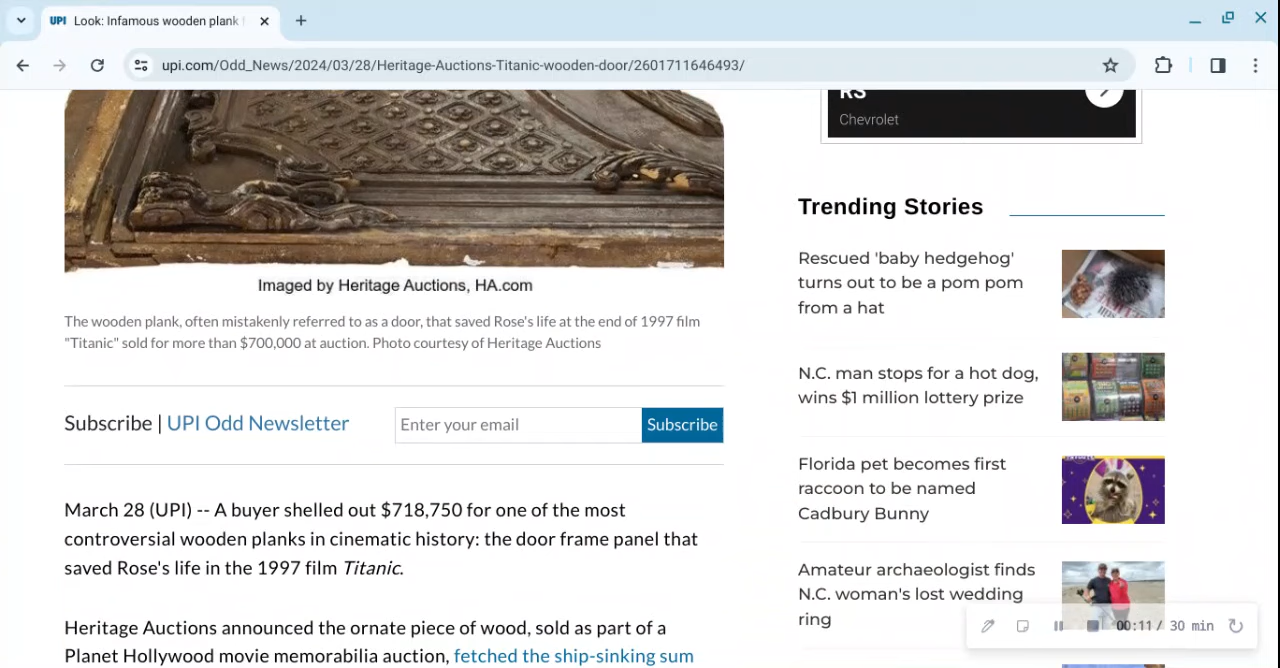 UPI Look: Infamous wooden plank
upi.com/Odd_News/2024/03/28/Heritage-Auctions-Titanic-wooden-door/2601711646493/
RS
Chevrolet
Imaged by Heritage Auctions, HA.com
The wooden plank, often mistakenly referred to as a door, that saved Rose's life at the end of 1997 film
"Titanic" sold for more than $700,000 at auction. Photo courtesy of Heritage Auctions
Subscribe | UPI Odd Newsletter
Enter your email
Subscribe
March 28 (UPI) -- A buyer shelled out $718,750 for one of the most
controversial wooden planks in cinematic history: the door frame panel that
saved Rose's life in the 1997 film Titanic.
Heritage Auctions announced the ornate piece of wood, sold as part of a
Planet Hollywood movie memorabilia auction, fetched the ship-sinking sum
Trending Stories
Rescued 'baby hedgehog'
turns out to be a pom pom
from a hat
N.C. man stops for a hot dog,
wins $1 million lottery prize
Florida pet becomes first
raccoon to be named
Cadbury Bunny
Amateur archaeologist finds
N.C. woman's lost wedding
ring
00:11 / 30 min